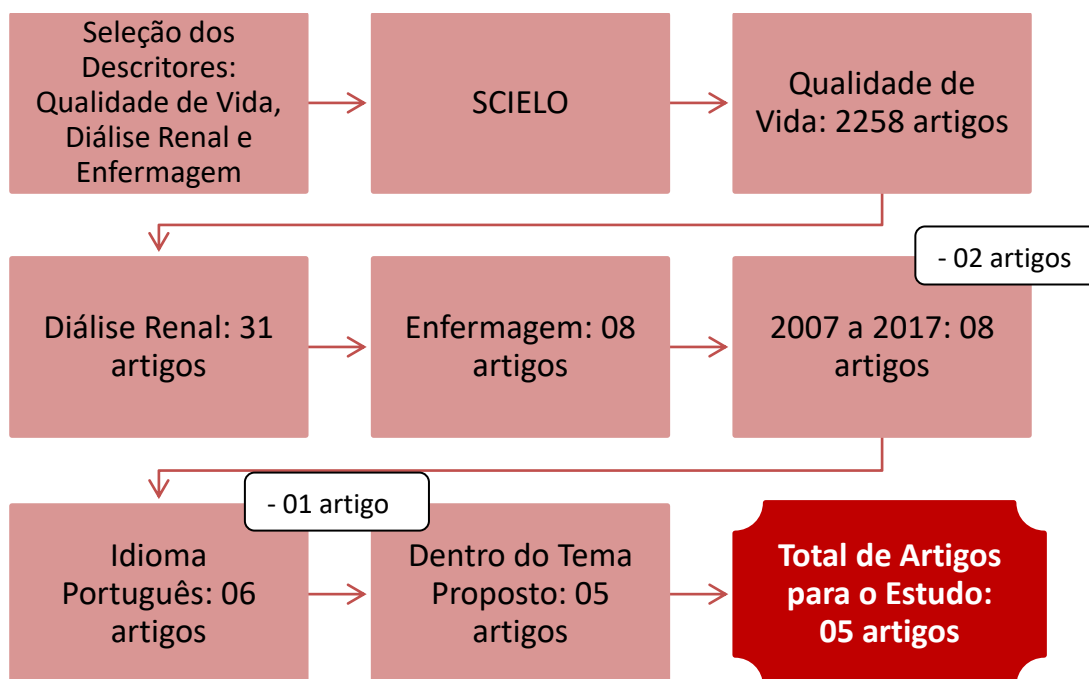 Seleção dos
Descritores:
Qualidade de Vida,
Diálise Renal e
Enfermagem
SCIELO
Qualidade de
Vida: 2258 artigos
- 02 artigos
Diálise Renal: 31
artigos
Enfermagem: 08
artigos
2007 a 2017: 08
artigos
- 01 artigo
Idioma
Português: 06
artigos
Dentro do Tema
Proposto: 05
artigos
Total de Artigos
para o Estudo:
05 artigos